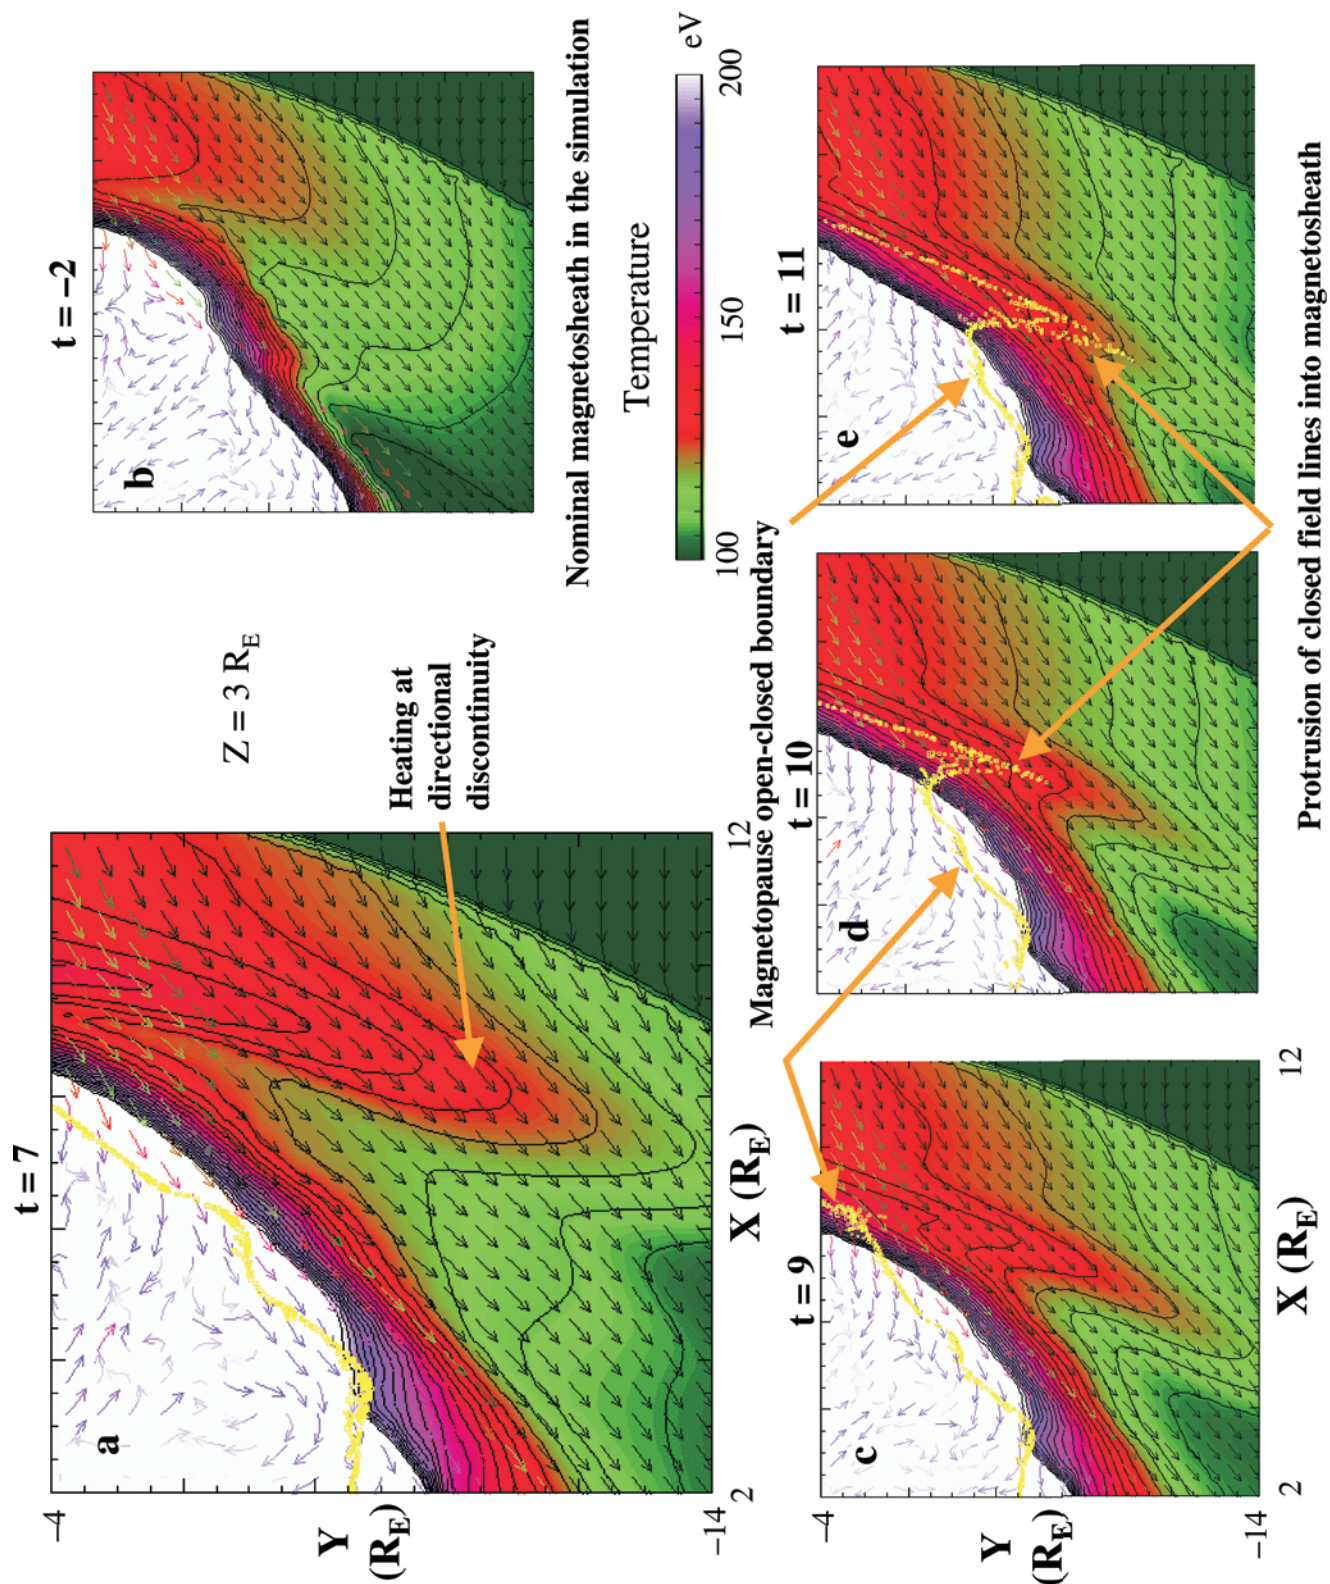 t = 7
a
−4
Y
(R_E)
−14
2
X (R_E)
12
Z = 3 R_E
Heating at
directional
discontinuity
t = −2
b
Nominal magnetosheath in the simulation
Temperature
eV
100
150
200
Magnetopause open-closed boundary
t = 9
c
−4
Y
(R_E)
−14
2
X (R_E)
12
t = 10
d
t = 11
e
Protrusion of closed field lines into magnetosheath